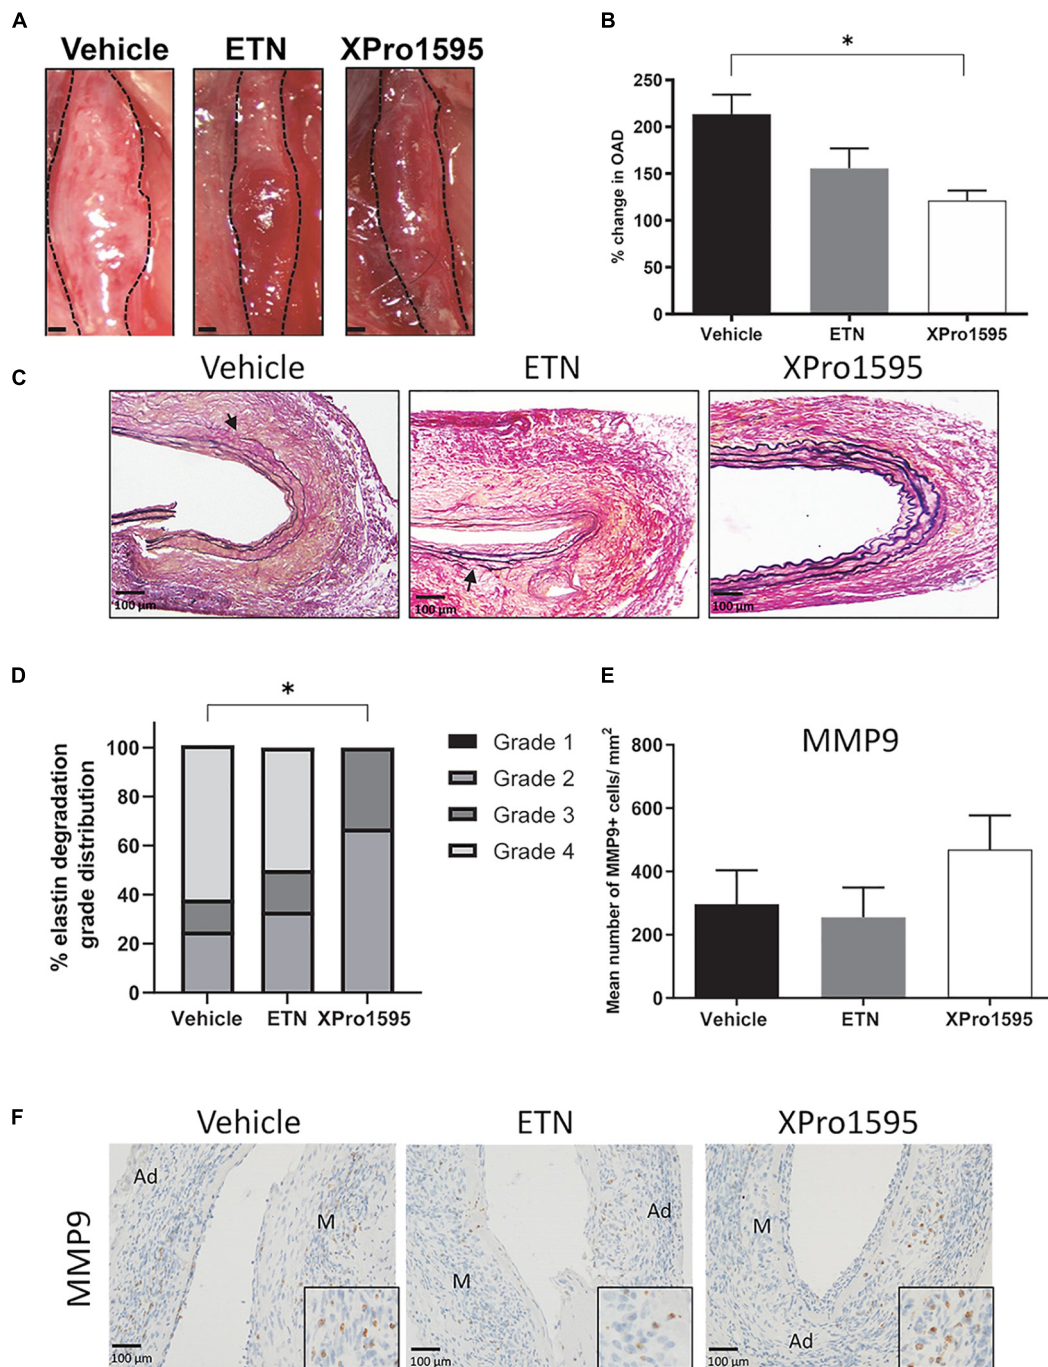 A
Vehicle ETN XPro1595
B
*
% change in OAD
250
200
150
100
50
0
Vehicle ETN XPro1595
C
Vehicle ETN XPro1595
100 µm 100 µm 100 µm
D
*
% elastin degradation
grade distribution
100
80
60
40
20
0
Vehicle ETN XPro1595
Grade 1
Grade 2
Grade 3
Grade 4
E
MMP9
Mean number of MMP9+ cells/ mm²
800
600
400
200
0
Vehicle ETN XPro1595
F
Vehicle ETN XPro1595
MMP9
Ad M M Ad M Ad
100 µm 100 µm 100 µm